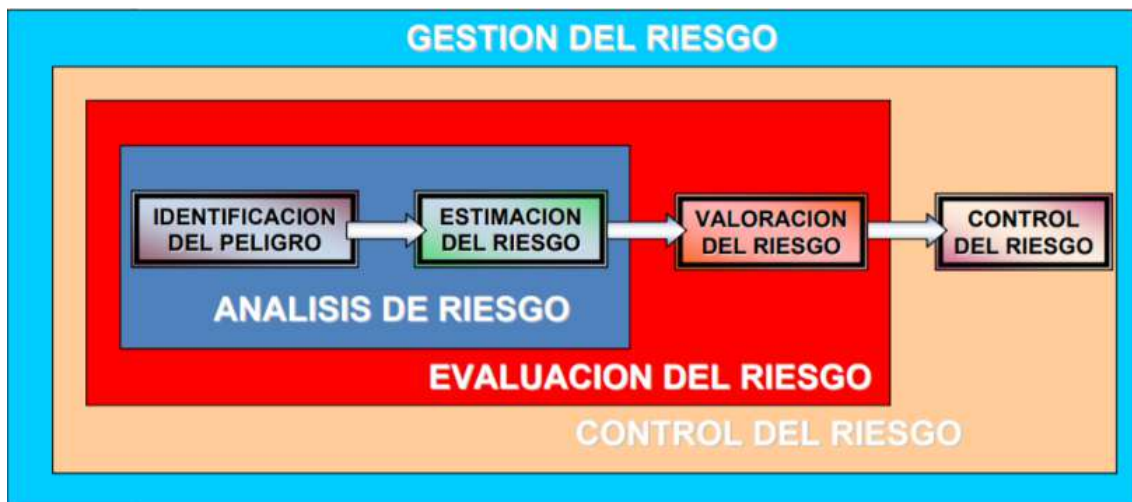 GESTION DEL RIESGO
IDENTIFICACION
DEL PELIGRO
ESTIMACION
DEL RIESGO
VALORACION
DEL RIESGO
CONTROL
DEL RIESGO
ANALISIS DE RIESGO
EVALUACION DEL RIESGO
CONTROL DEL RIESGO